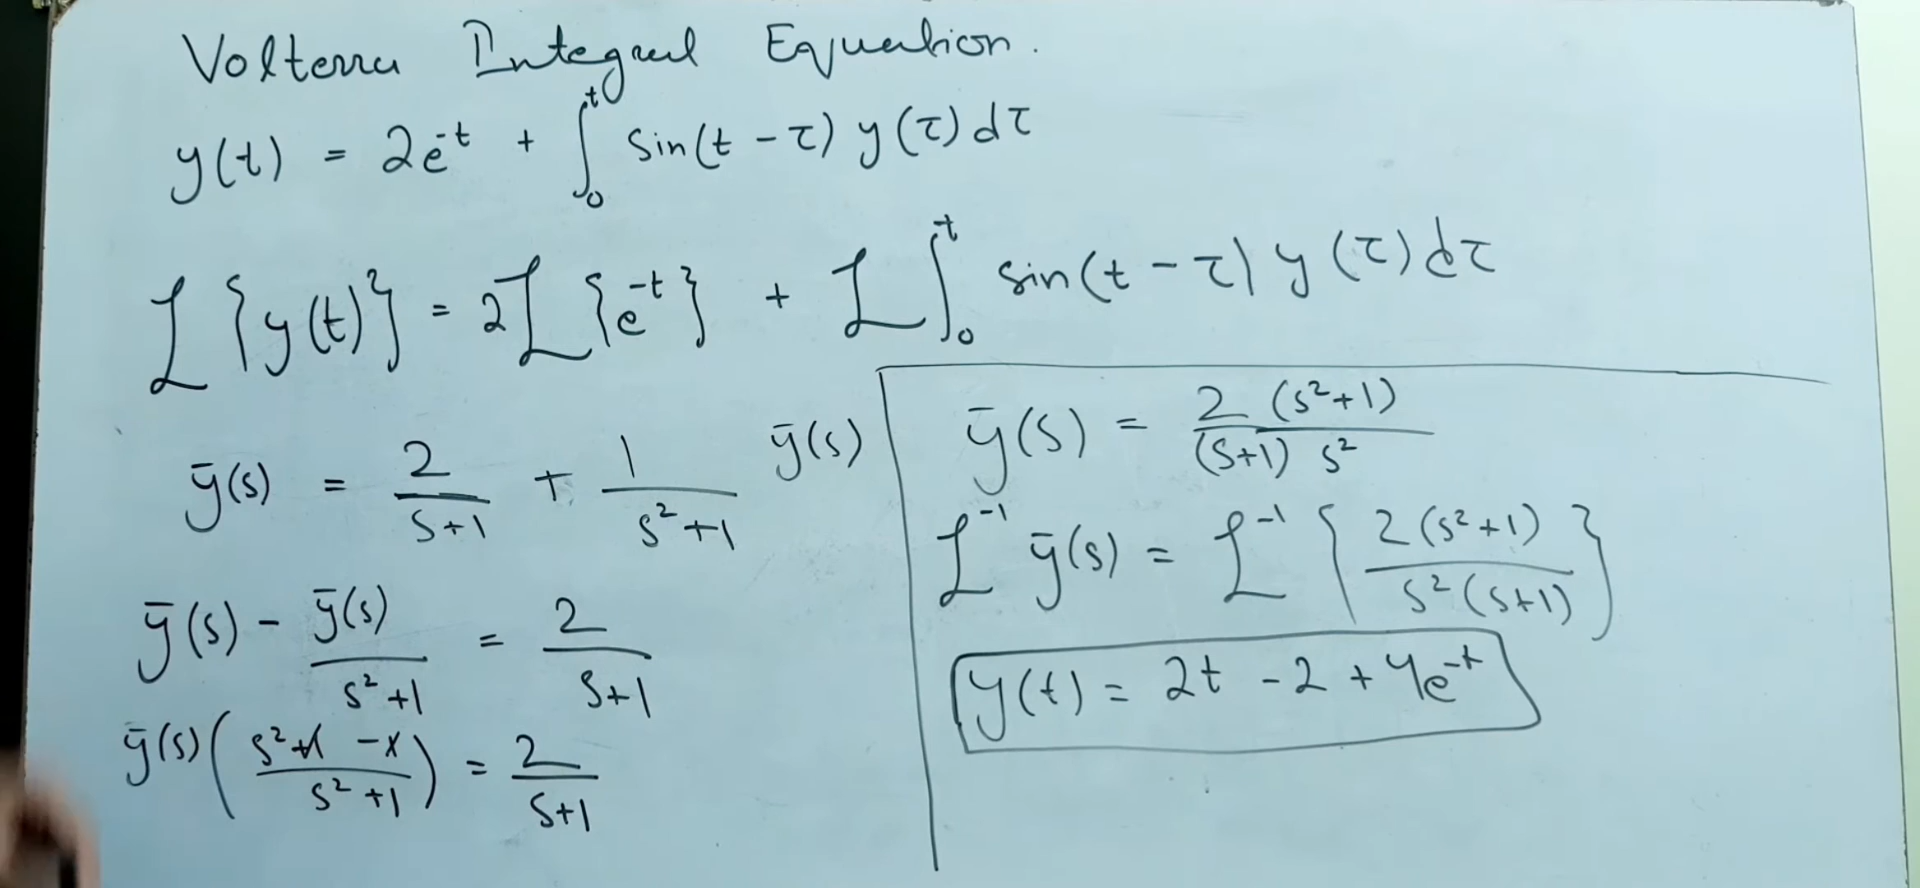 Volterra Integral Equation.
y(t) = 2e^-t + ∫₀ᵗ sin(t - τ) y(τ) dτ
ℒ{y(t)} = 2ℒ{e^-t} + ℒ∫₀ᵗ sin(t - τ) y(τ) dτ
ȳ(s) = 2/(s+1) + 1/(s²+1) ȳ(s)
ȳ(s) - ȳ(s)/(s²+1) = 2/(s+1)
ȳ(s)((s²+1 - 1)/(s²+1)) = 2/(s+1)
ȳ(s) = 2 (s²+1)/((s+1) s²)
ℒ⁻¹ ȳ(s) = ℒ⁻¹{2(s²+1)/(s²(s+1))}
y(t) = 2t - 2 + 4e^-t